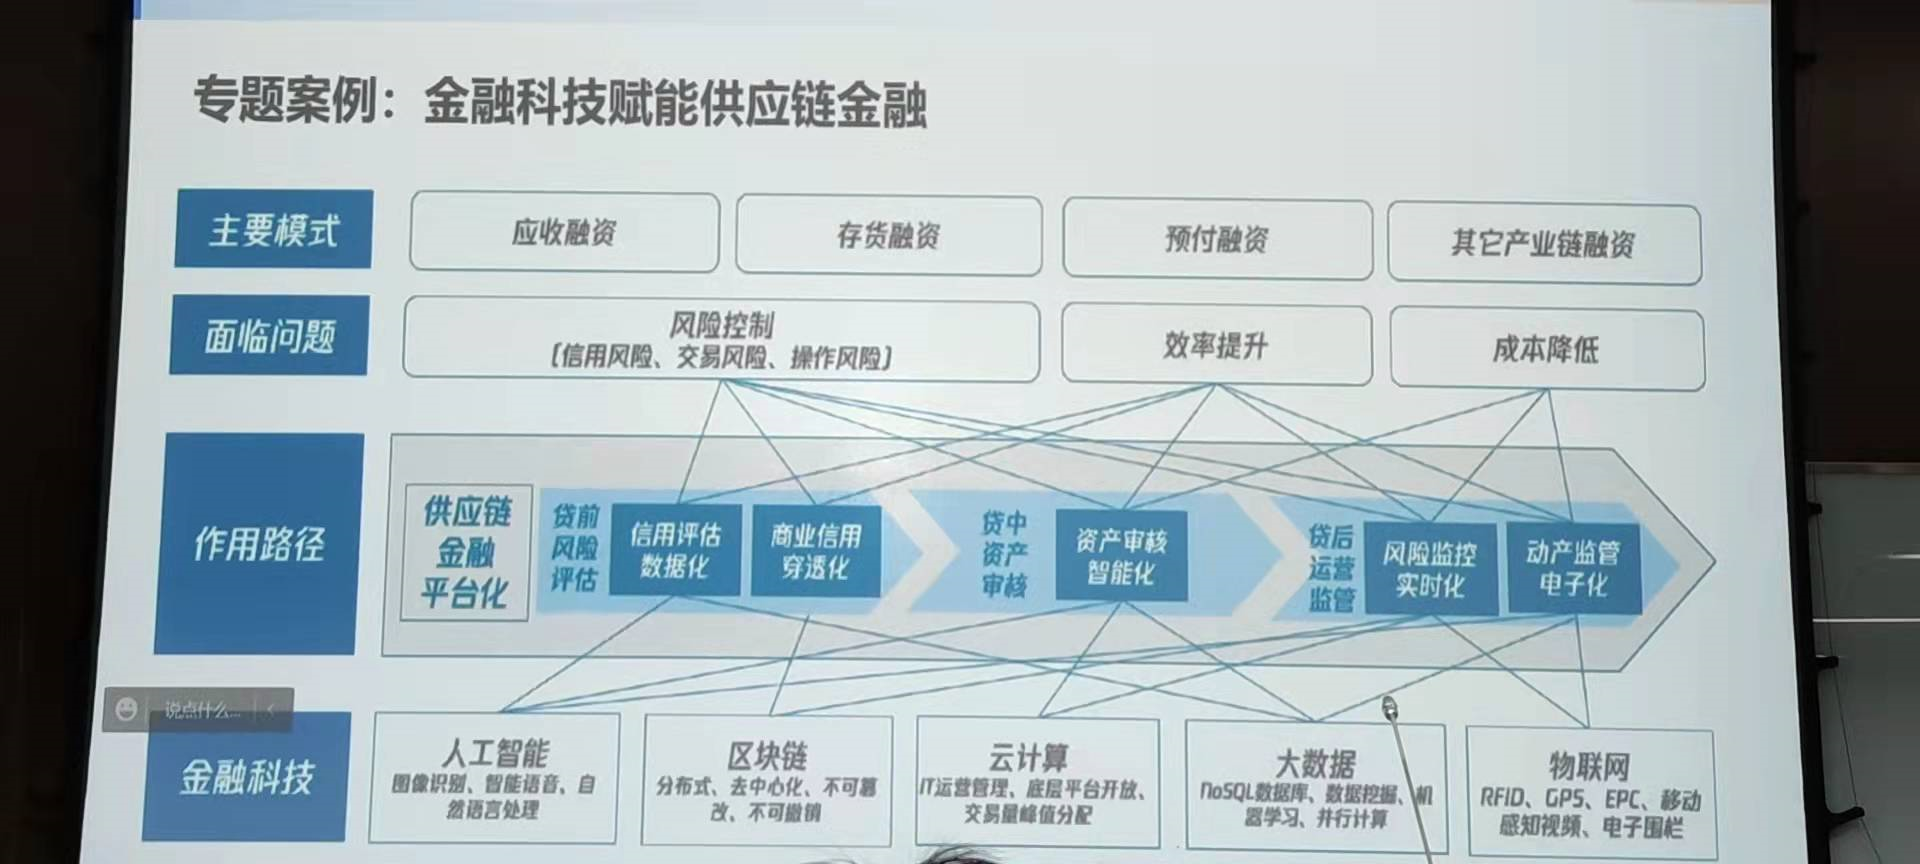 专题案例：金融科技赋能供应链金融
主要模式
应收融资
存货融资
预付融资
其它产业链融资
面临问题
风险控制
(信用风险、交易风险、操作风险)
效率提升
成本降低
作用路径
供应链
金融
平台化
贷前
风险
评估
信用评估
数据化
商业信用
穿透化
贷中
资产
审核
资产审核
智能化
贷后
运营
监管
风险监控
实时化
动产监管
电子化
说点什么...
金融科技
人工智能
图像识别、智能语音、自
然语言处理
区块链
分布式、去中心化、不可篡
改、不可撤销
云计算
IT运营管理、底层平台开放、
交易量峰值分配
大数据
NoSQL数据库、数据挖掘、机
器学习、并行计算
物联网
RFID、GPS、EPC、移动
感知视频、电子围栏